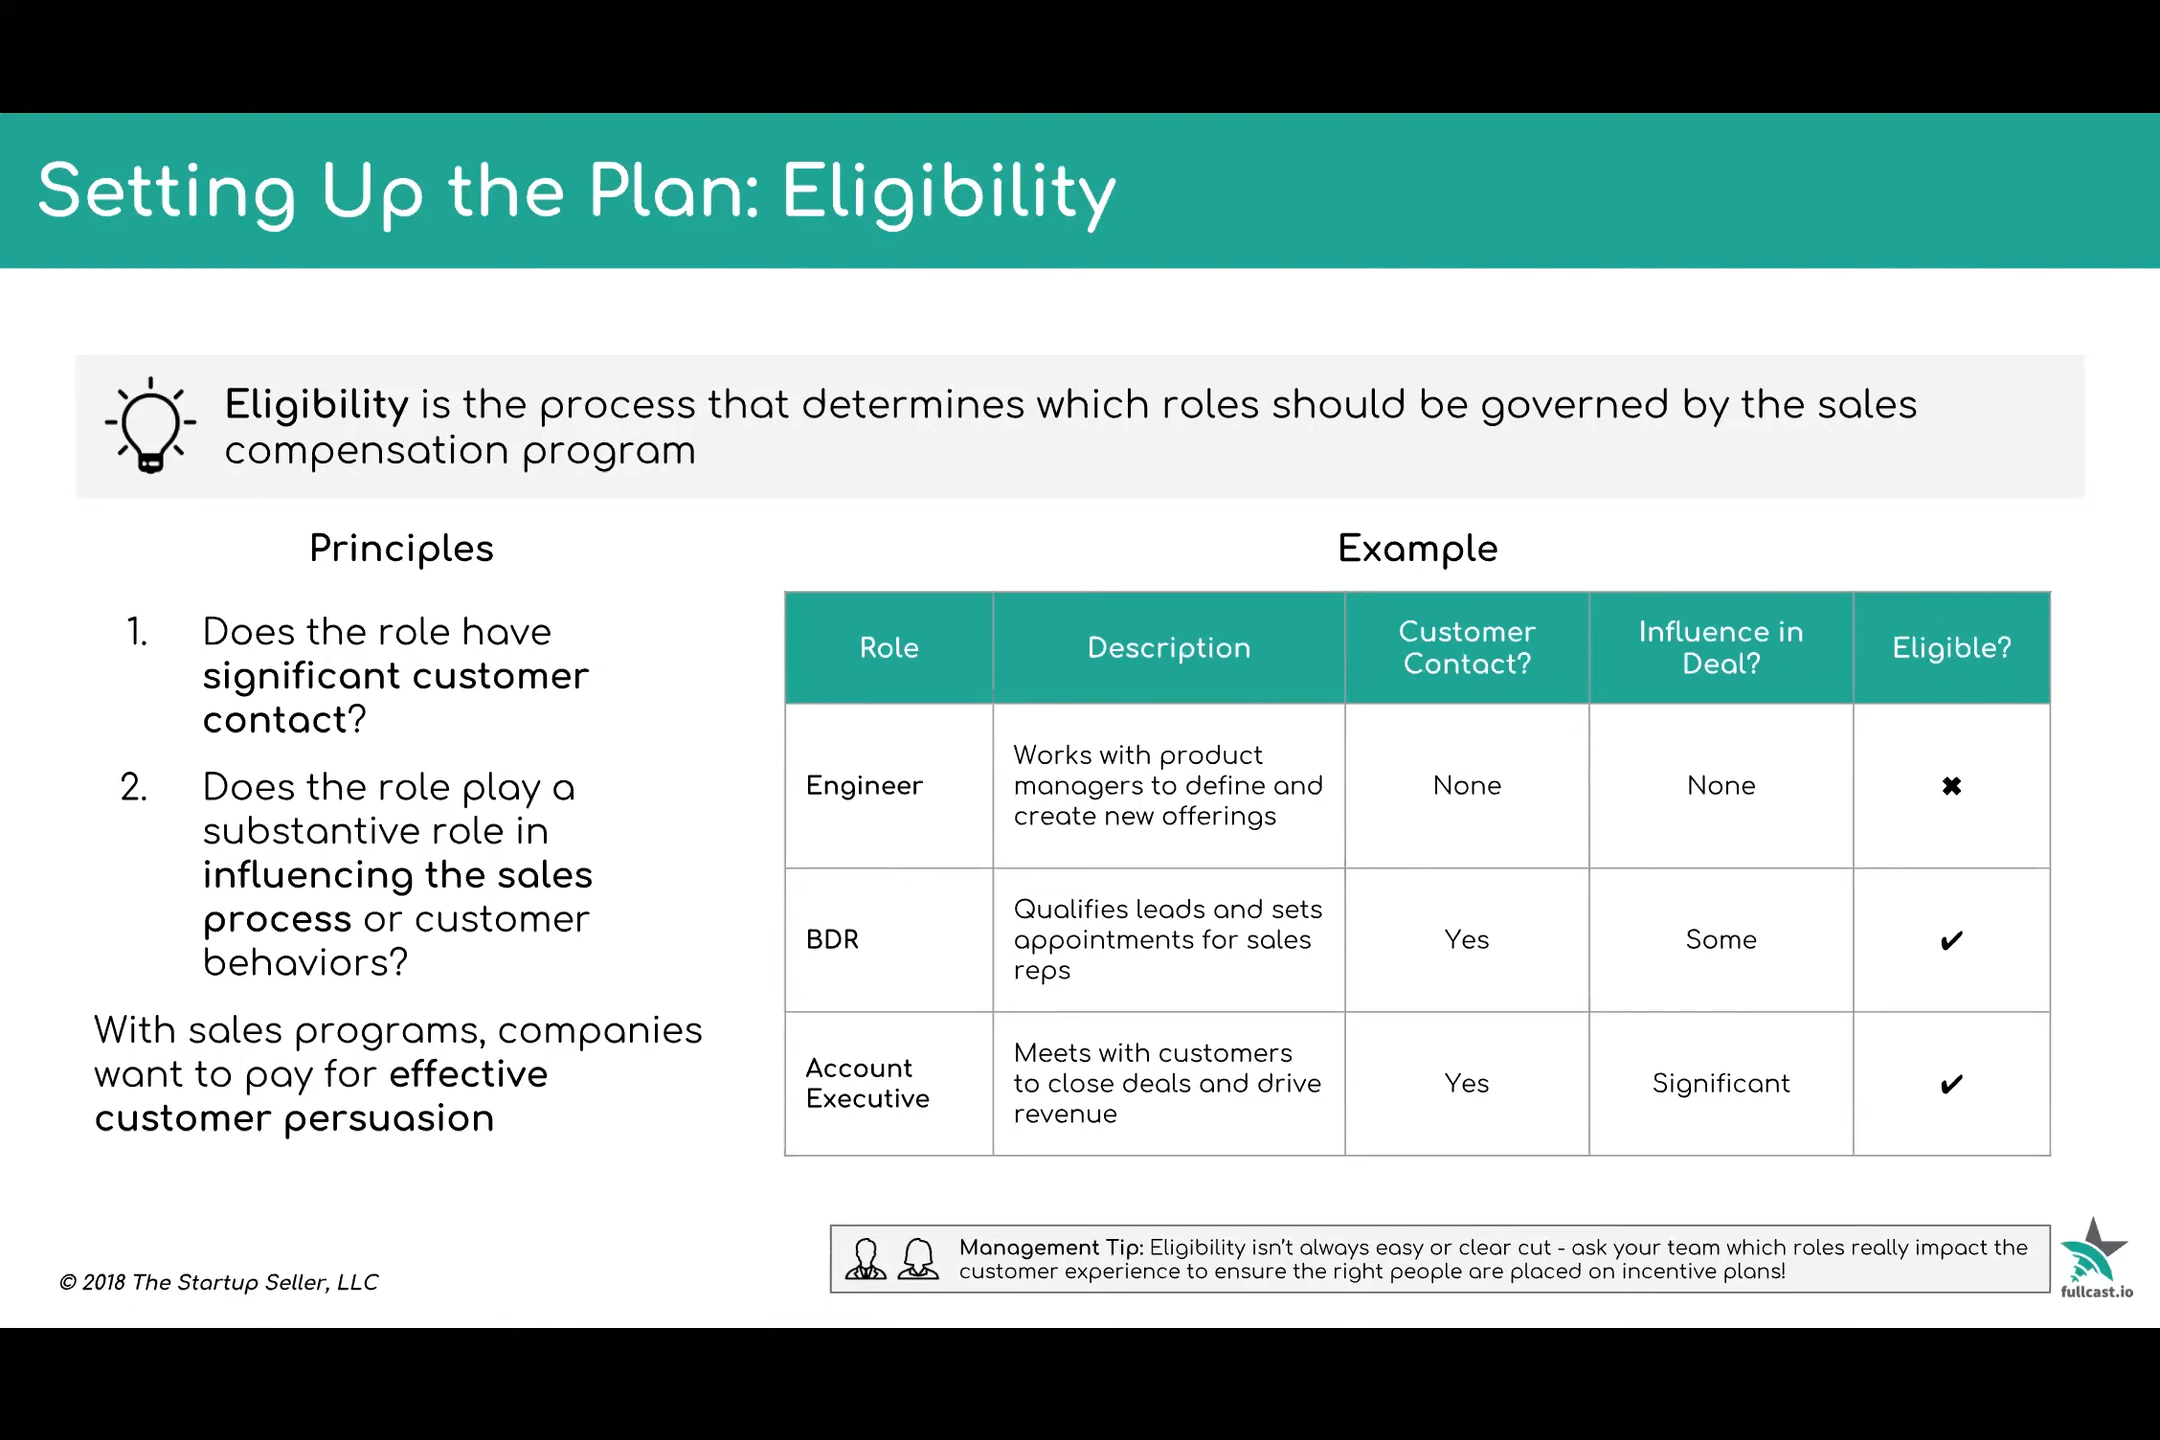 Setting Up the Plan: Eligibility
Eligibility is the process that determines which roles should be governed by the sales
compensation program
Principles
1. Does the role have
significant customer
contact?
2. Does the role play a
substantive role in
influencing the sales
process or customer
behaviors?
With sales programs, companies
want to pay for effective
customer persuasion
Example
Role
Description
Customer
Contact?
Influence in
Deal?
Eligible?
Engineer
Works with product
managers to define and
create new offerings
None
None
✖
BDR
Qualifies leads and sets
appointments for sales
reps
Yes
Some
✔
Account
Executive
Meets with customers
to close deals and drive
revenue
Yes
Significant
✔
Management Tip: Eligibility isn't always easy or clear cut - ask your team which roles really impact the
customer experience to ensure the right people are placed on incentive plans!
© 2018 The Startup Seller, LLC
fullcast.io